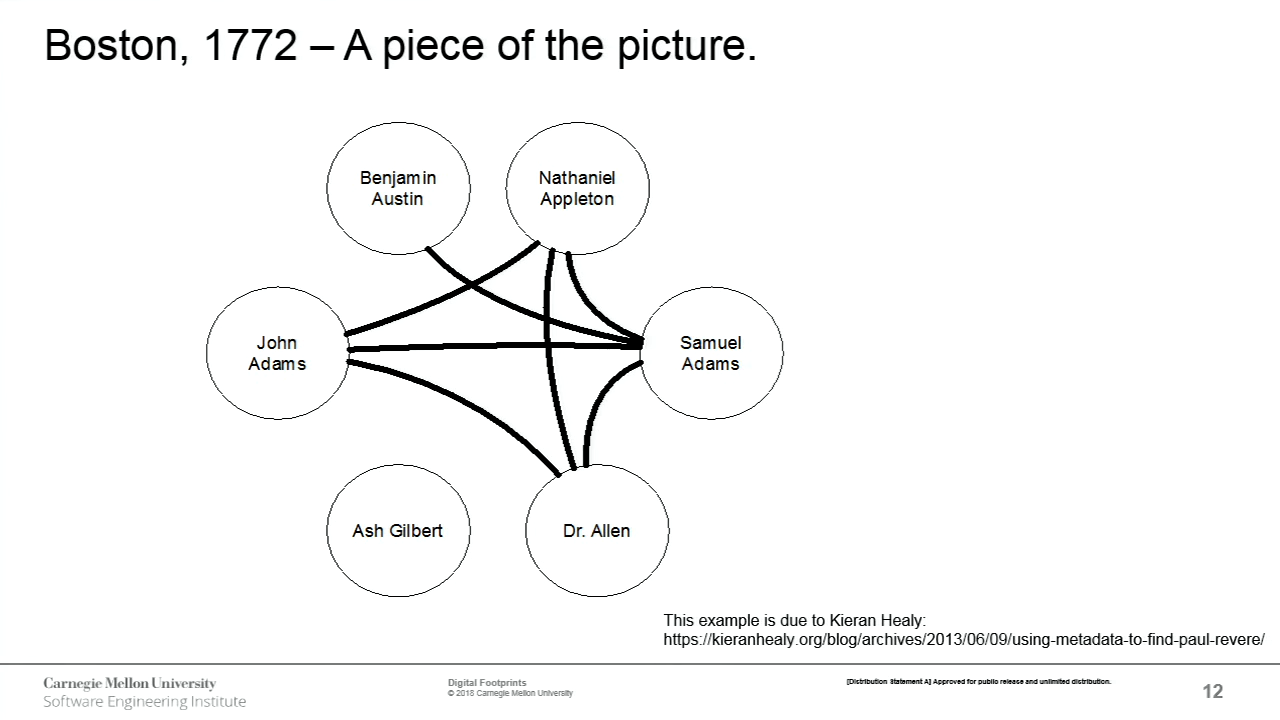 Boston, 1772 – A piece of the picture.
Benjamin
Austin
Nathaniel
Appleton
John
Adams
Samuel
Adams
Ash Gilbert
Dr. Allen
This example is due to Kieran Healy:
https://kieranhealy.org/blog/archives/2013/06/09/using-metadata-to-find-paul-revere/
Carnegie Mellon University
Software Engineering Institute
Digital Footprints
© 2018 Carnegie Mellon University
[Distribution Statement A] Approved for public release and unlimited distribution.
12